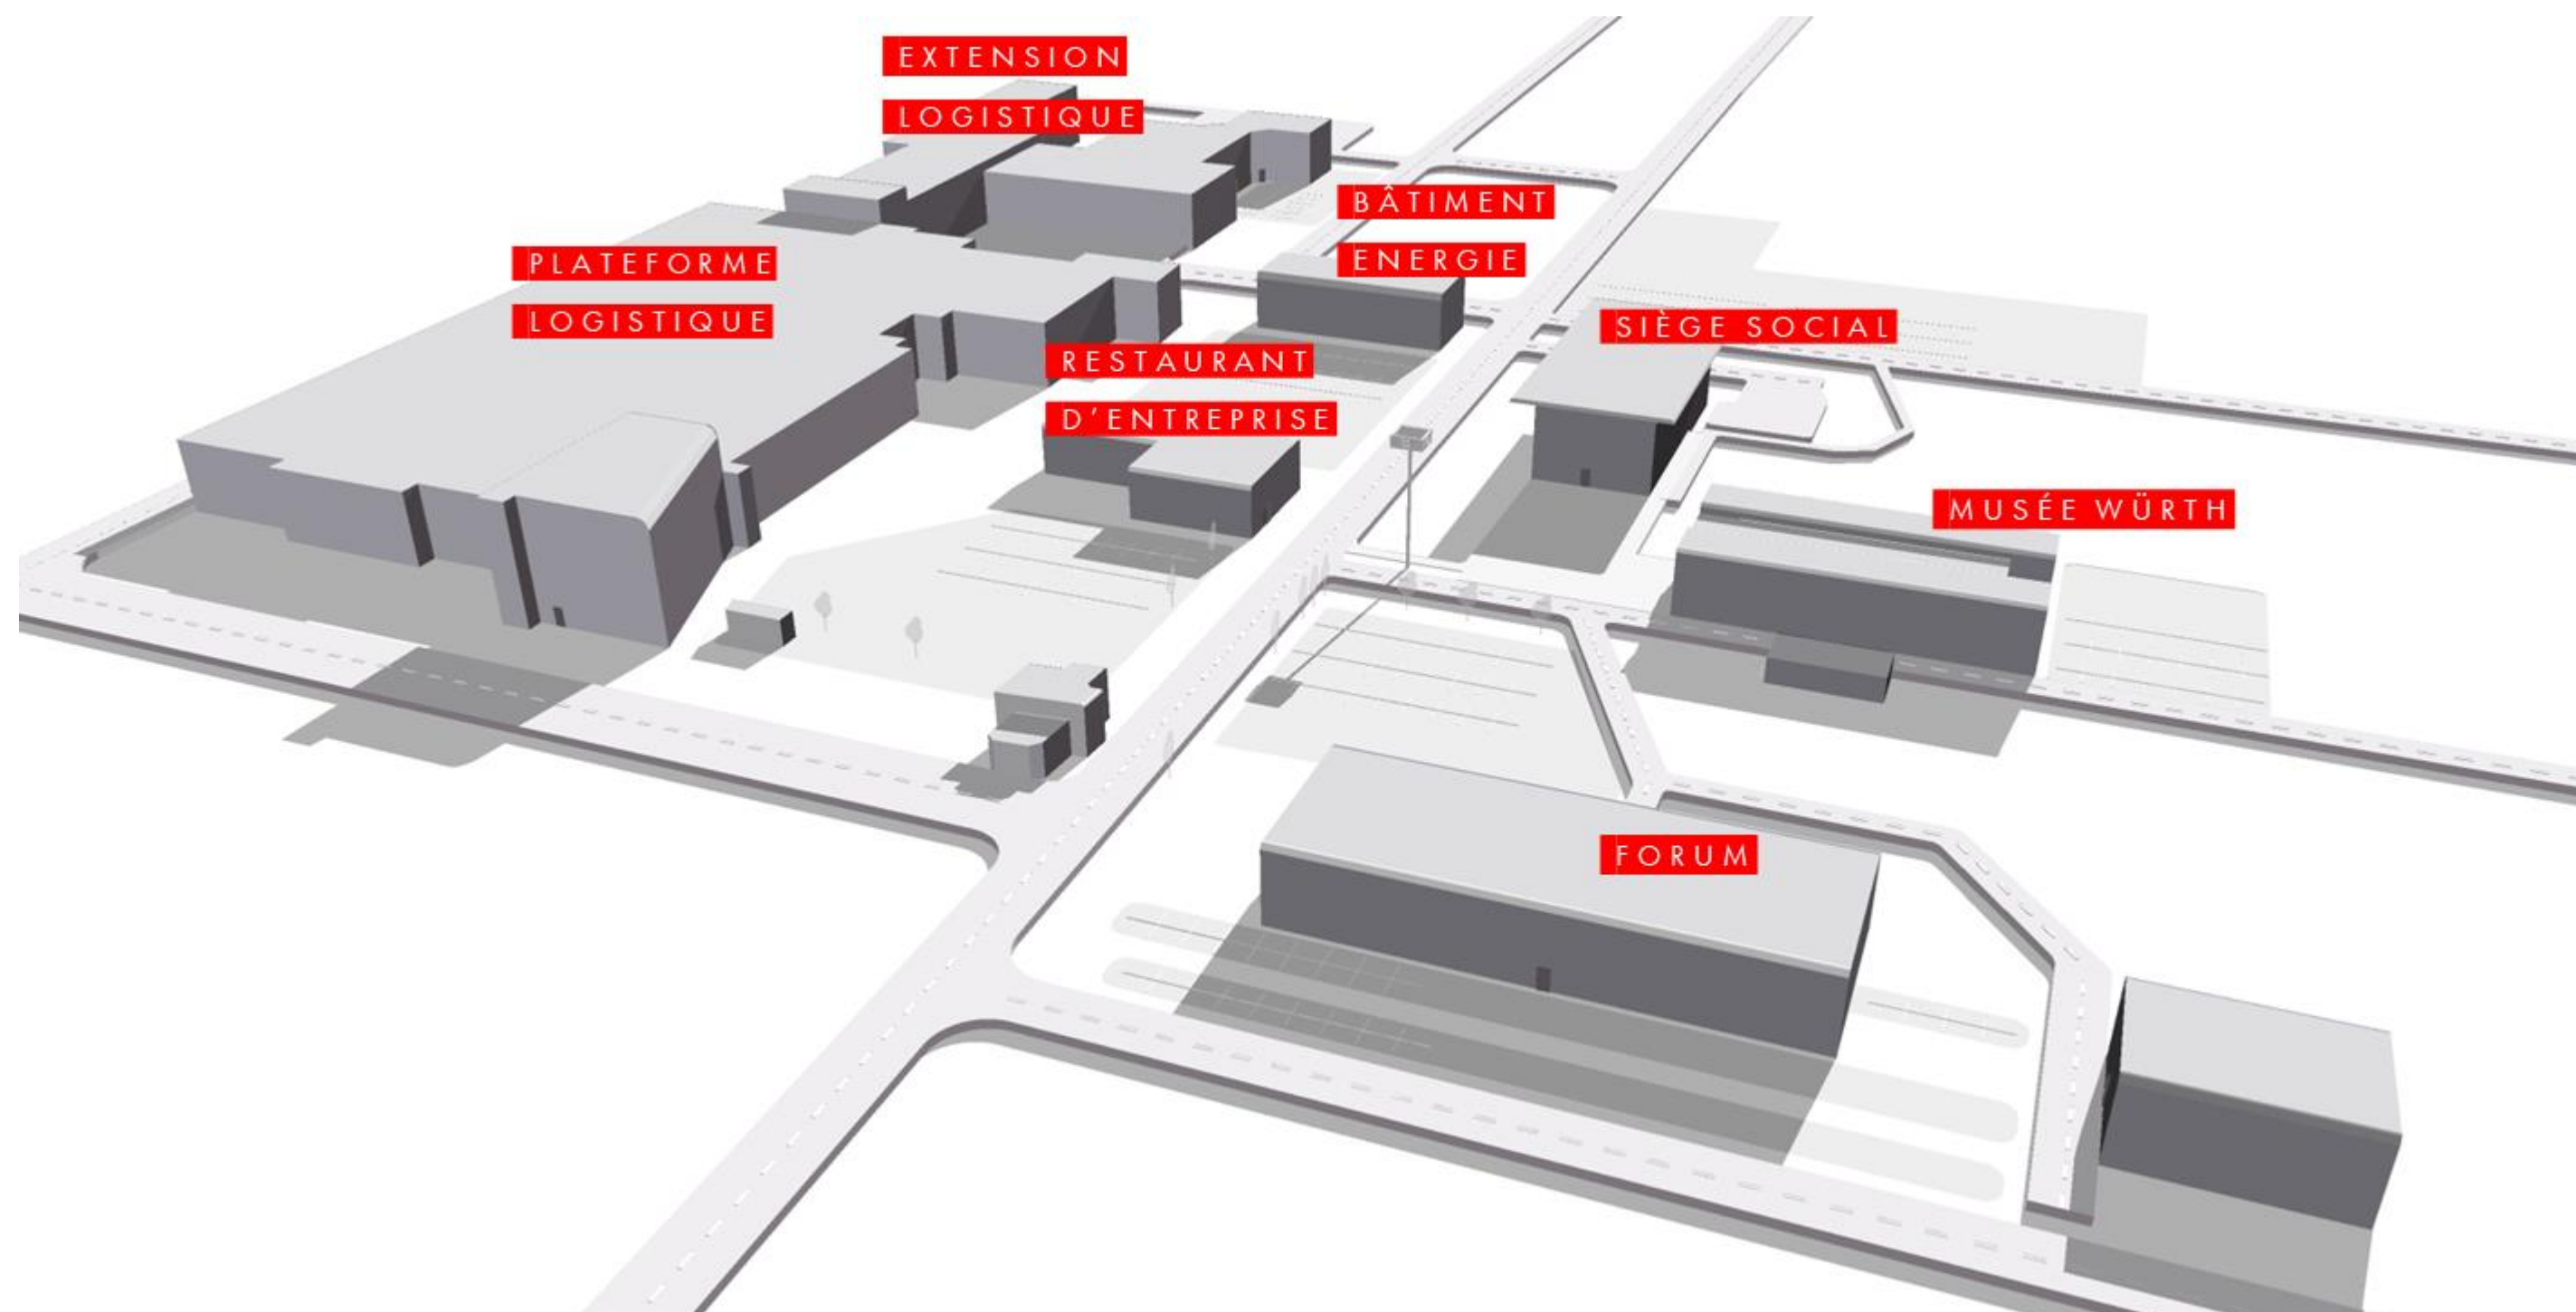 EXTENSION
LOGISTIQUE
BÂTIMENT
ENERGIE
PLATEFORME
LOGISTIQUE
SIÈGE SOCIAL
RESTAURANT
D'ENTREPRISE
MUSÉE WÜRTH
FORUM